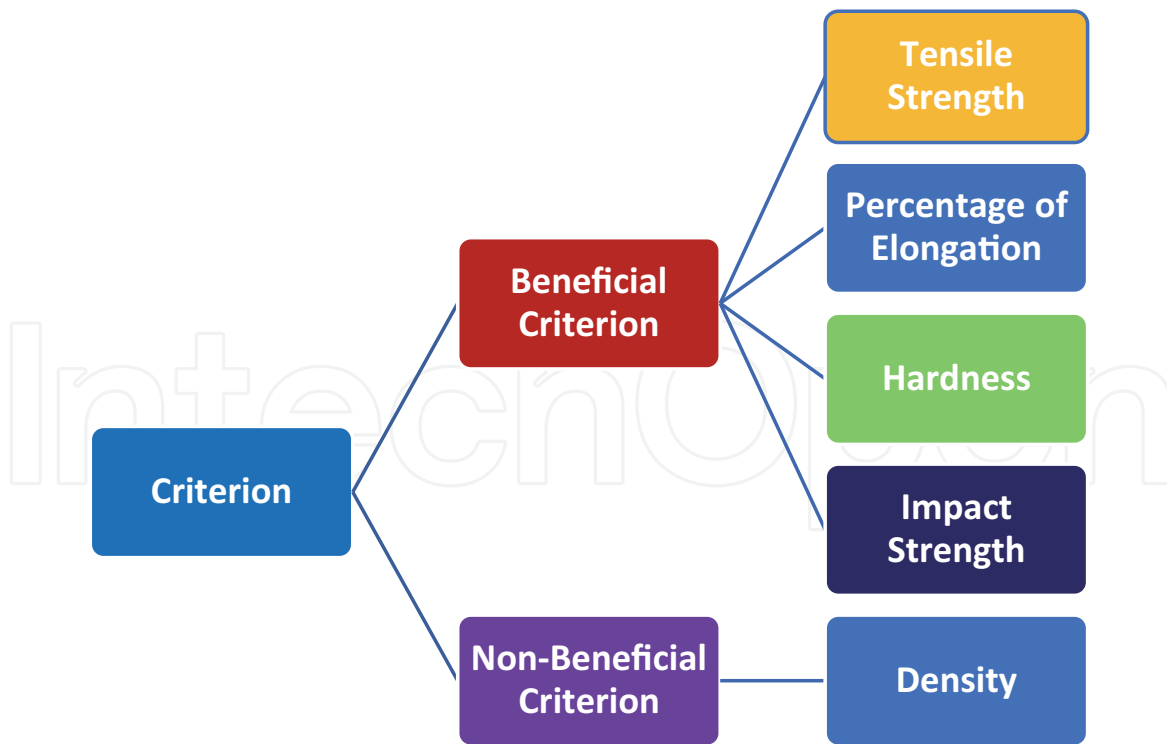 Tensile
Strength
Percentage of
Elongation
Beneficial
Criterion
Hardness
IntechOpen
Criterion
Impact
Strength
Non-Beneficial
Criterion
Density